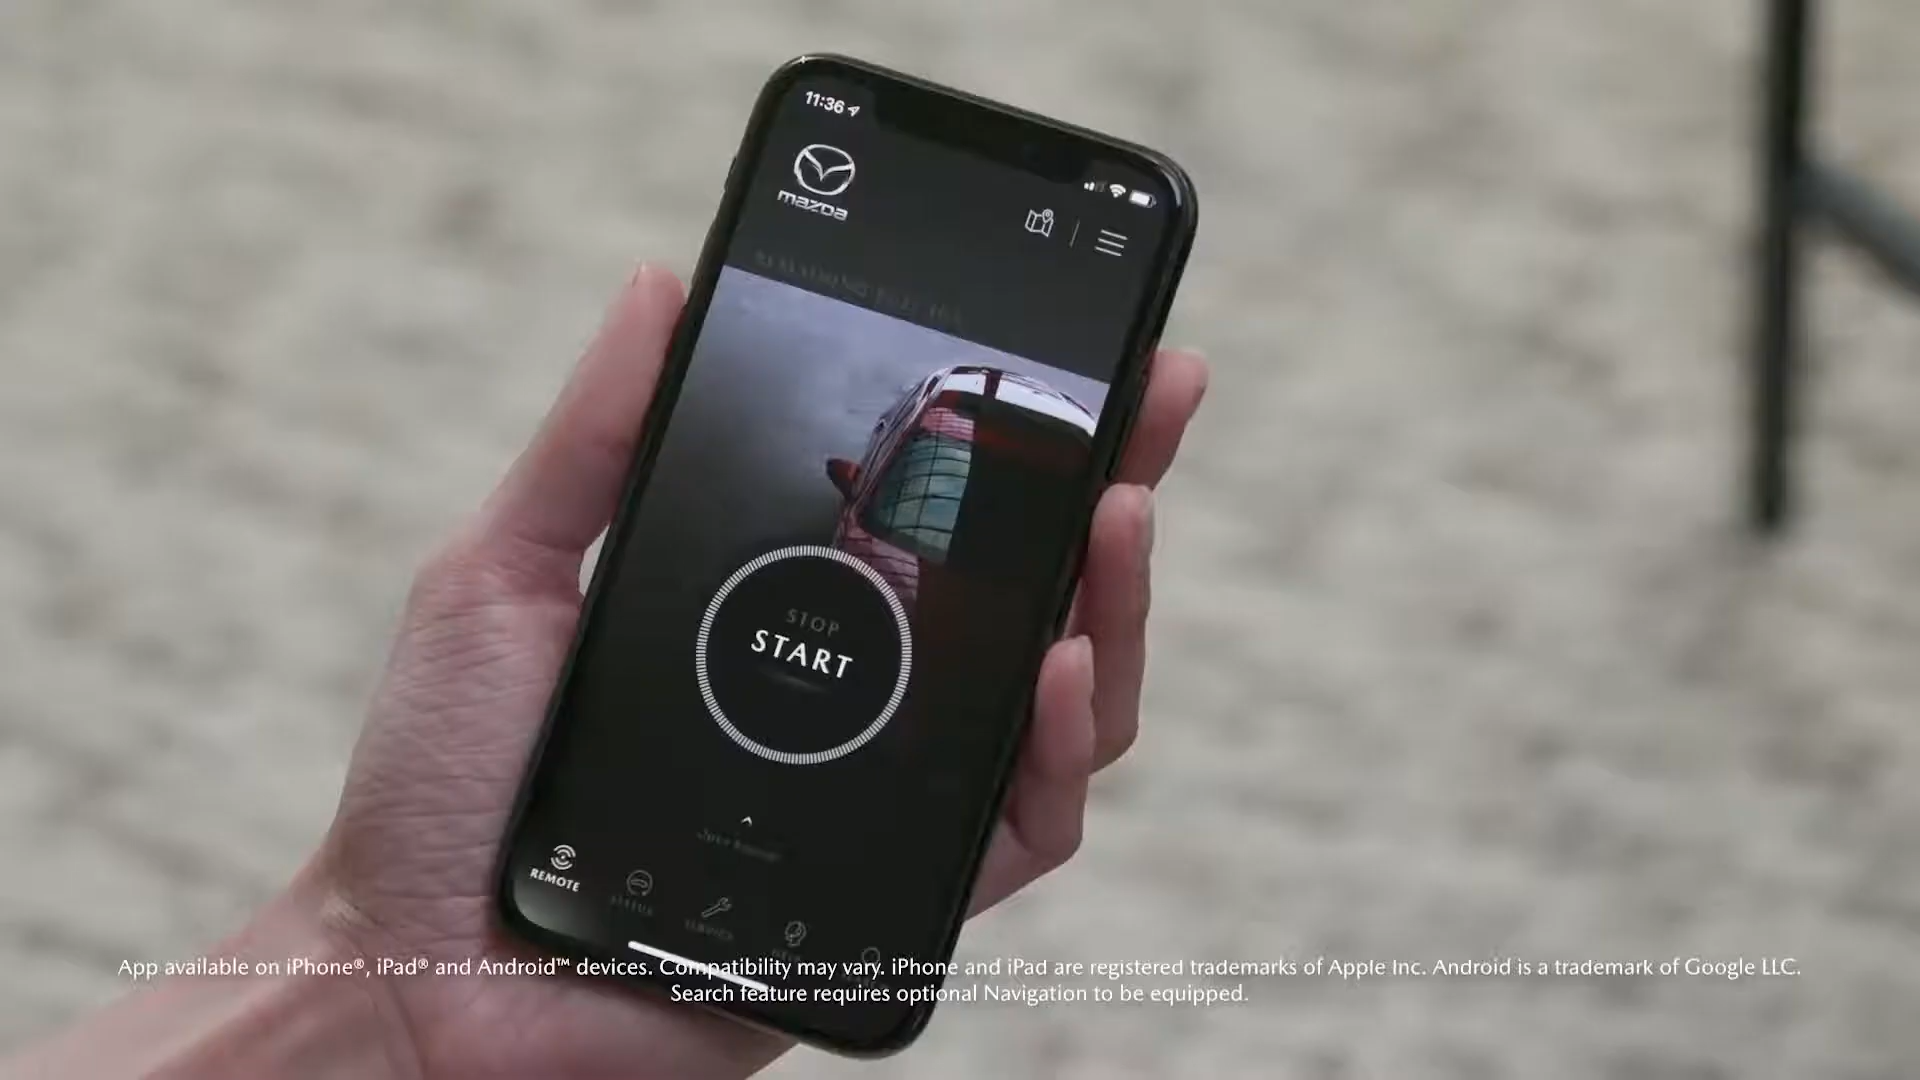 11:36
mazda
STOP
START
REMOTE
STATUS
SERVICE
App available on iPhone®, iPad® and Android™ devices. Compatibility may vary. iPhone and iPad are registered trademarks of Apple Inc. Android is a trademark of Google LLC.
Search feature requires optional Navigation to be equipped.